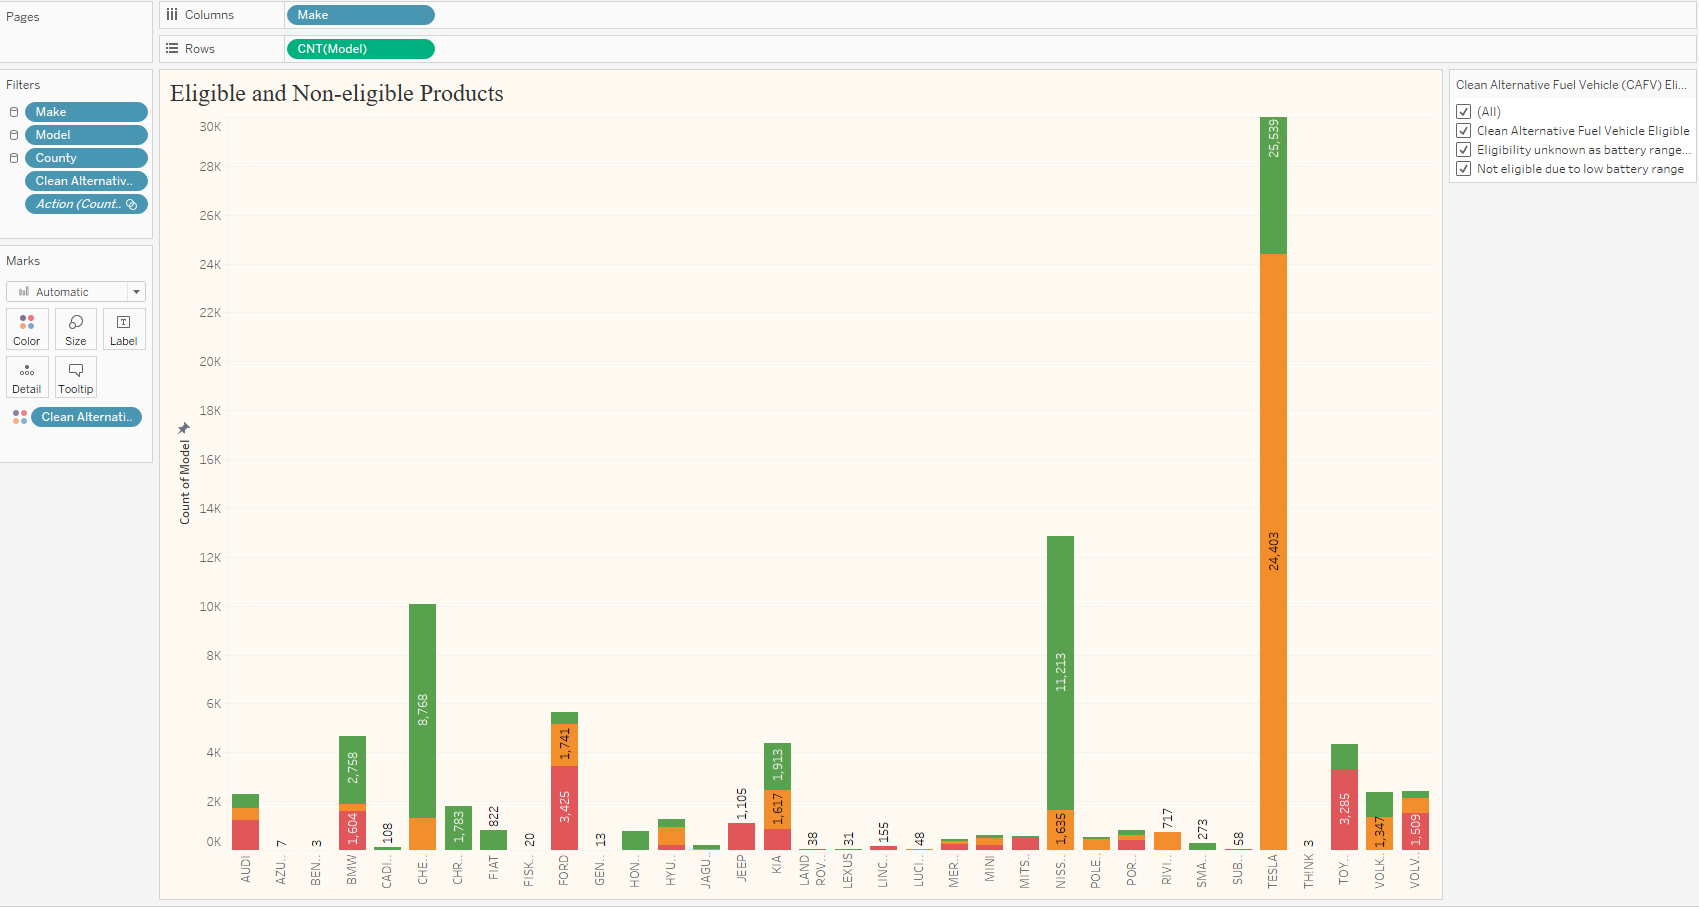 Pages
Columns
Make
Rows
CNT(Model)
Filters
Make
Model
County
Clean Alternativ..
Action (Count..
Marks
Automatic
Color
Size
Label
Detail
Tooltip
Clean Alternati..
Eligible and Non-eligible Products
Count of Model
30K
28K
26K
24K
22K
20K
18K
16K
14K
12K
10K
8K
6K
4K
2K
0K
7
3
1,604
2,758
108
8,768
1,783
822
20
3,425
1,741
13
1,105
1,617
1,913
38
31
155
48
1,635
11,213
717
273
58
24,403
25,539
3
3,285
1,347
1,509
AUDI
AZU..
BEN..
BMW
CADI..
CHE..
CHR..
FIAT
FISK..
FORD
GEN..
HON..
HYU..
JAGU..
JEEP
KIA
LAND
ROV..
LEXUS
LINC..
LUCI..
MER..
MINI
MITS..
NISS..
POLE..
POR..
RIVI..
SMA..
SUB..
TESLA
TH!NK
TOY..
VOLK..
VOLV..
Clean Alternative Fuel Vehicle (CAFV) Eli...
(All)
Clean Alternative Fuel Vehicle Eligible
Eligibility unknown as battery range...
Not eligible due to low battery range